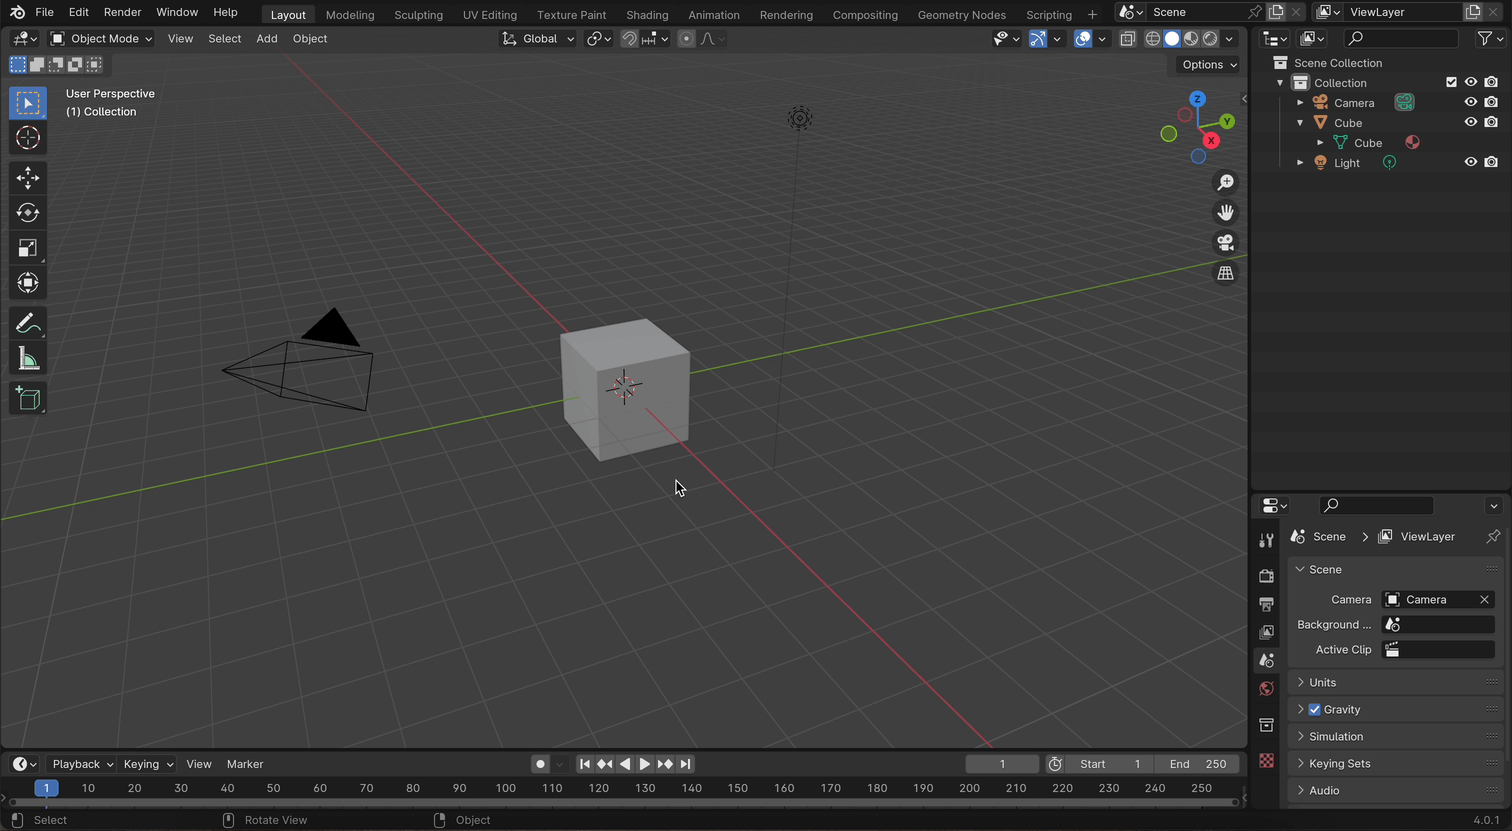 File Edit Render Window Help Layout Modeling Sculpting UV Editing Texture Paint Shading Animation Rendering Compositing Geometry Nodes Scripting + Scene ViewLayer
Object Mode View Select Add Object Global
Options
User Perspective
(1) Collection
Z
Y
X
Scene Collection
Collection
Camera
Cube
Cube
Light
Scene > ViewLayer
Scene
Camera Camera
Background ...
Active Clip
Units
Gravity
Simulation
Keying Sets
Audio
Playback Keying View Marker 1 Start 1 End 250
1 10 20 30 40 50 60 70 80 90 100 110 120 130 140 150 160 170 180 190 200 210 220 230 240 250
Select Rotate View Object 4.0.1